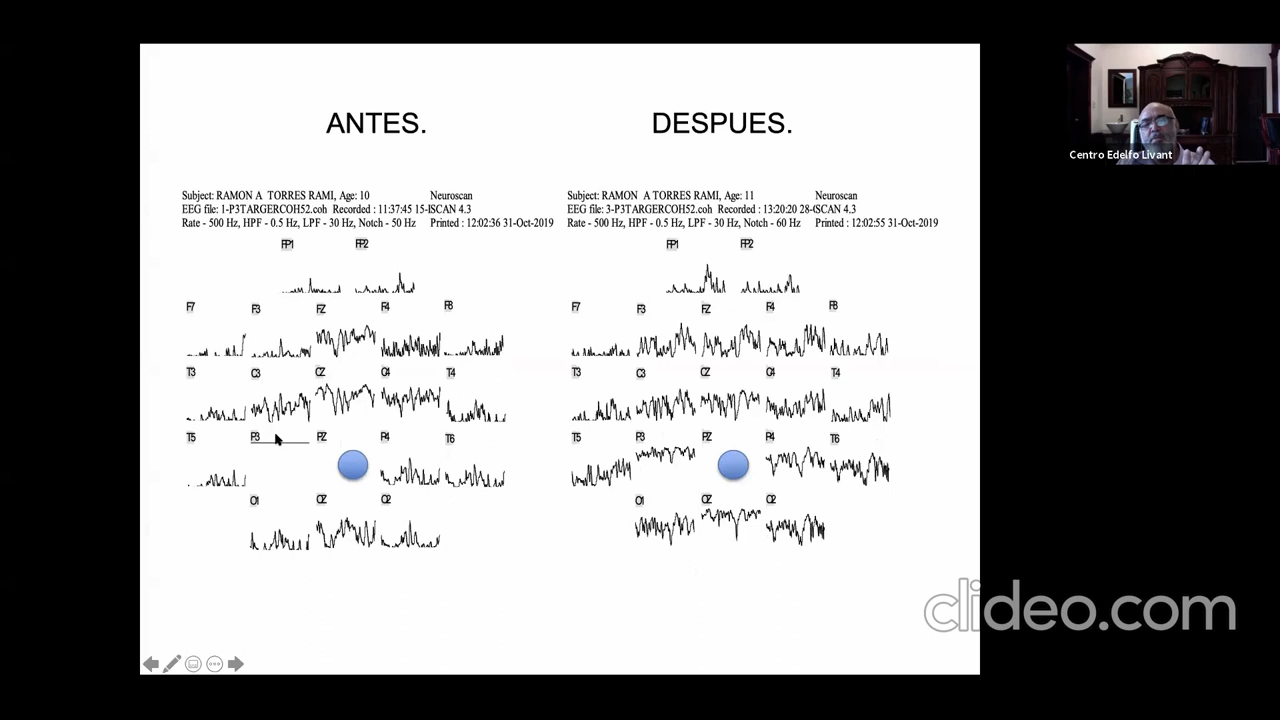 ANTES. DESPUES.
Subject: RAMON A TORRES RAMI, Age: 10 Neuroscan
EEG file: 1-P3TARGERCOH52.coh Recorded : 11:37:45 15-ISCAN 4.3
Rate - 500 Hz, HPF - 0.5 Hz, LPF - 30 Hz, Notch - 50 Hz Printed : 12:02:36 31-Oct-2019
FP1 FP2
F7 F3 FZ F4 F8
T3 C3 CZ C4 T4
T5 P3 PZ P4 T6
O1 OZ O2
Subject: RAMON A TORRES RAMI, Age: 11 Neuroscan
EEG file: 3-P3TARGERCOH52.coh Recorded : 13:20:20 28-(SCAN 4.3
Rate - 500 Hz, HPF - 0.5 Hz, LPF - 30 Hz, Notch - 60 Hz Printed : 12:02:55 31-Oct-2019
FP1 FP2
F7 F3 FZ F4 F8
T3 C3 CZ C4 T4
T5 P3 PZ P4 T6
O1 OZ O2
Centro Edelfo Livant
clideo.com